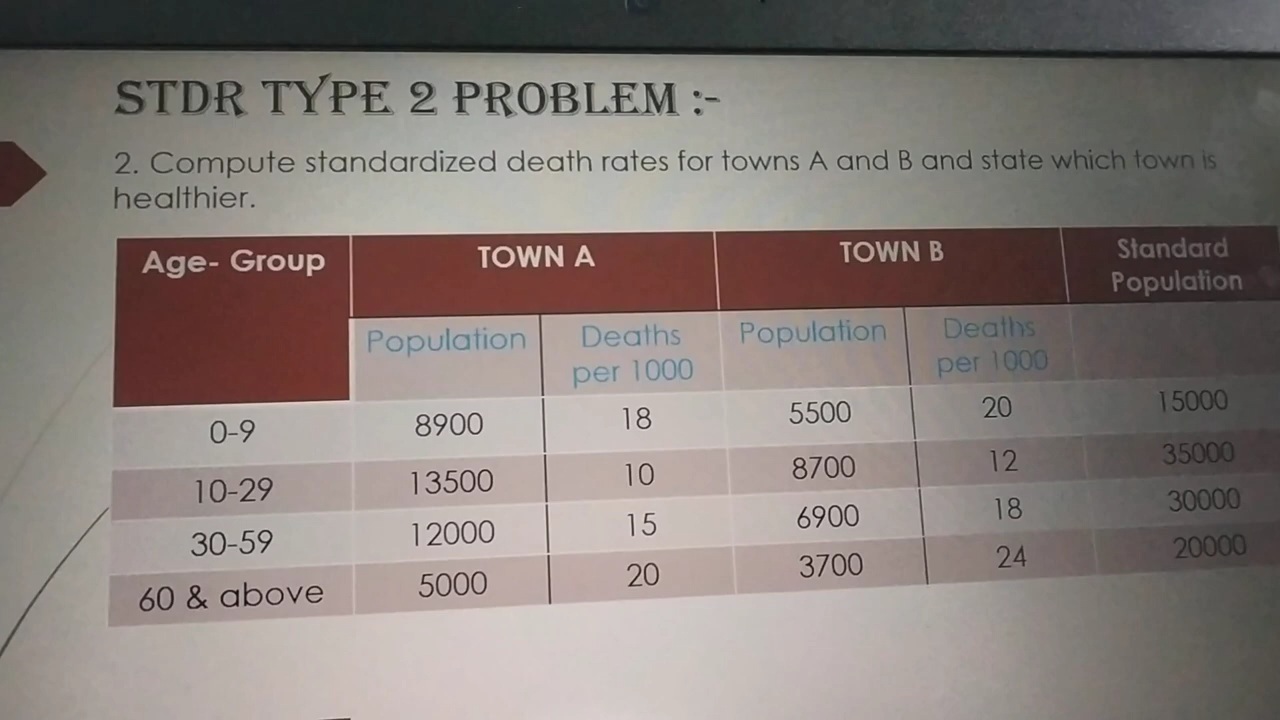 STDR TYPE 2 PROBLEM :-
2. Compute standardized death rates for towns A and B and state which town is
healthier.
Age- Group TOWN A TOWN B Standard Population
Population Deaths per 1000 Population Deaths per 1000
0-9 8900 18 5500 20 15000
10-29 13500 10 8700 12 35000
30-59 12000 15 6900 18 30000
60 & above 5000 20 3700 24 20000